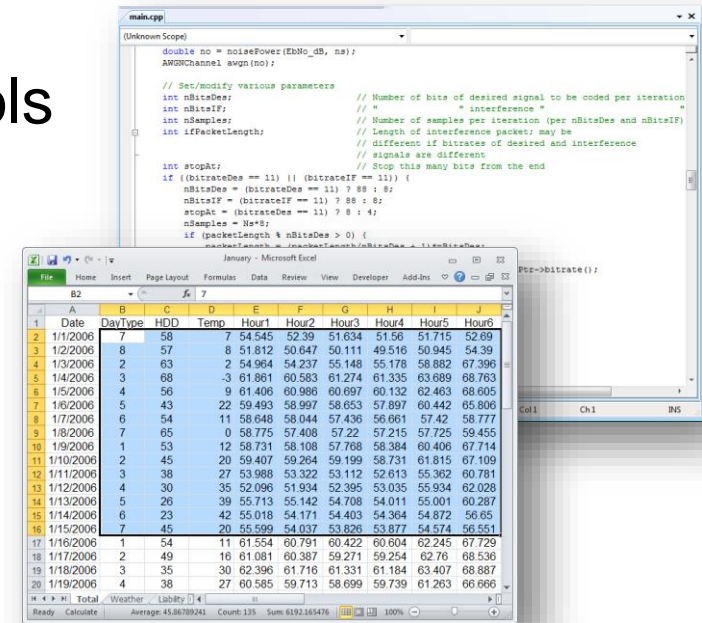 ols
main.cpp
(Unknown Scope)
double no = noisePower(EbNo_dB, ns);
AWGNChannel awgn(no);
// Set/modify various parameters
int nBitsDes; // Number of bits of desired signal to be coded per iteration
int nBitsIF; // " " interference " "
int nSamples; // Number of samples per iteration (per nBitsDes and nBitsIF)
int ifPacketLength; // Length of interference packet; may be
// different if bitrates of desired and interference
// signals are different
int stopAt; // Stop this many bits from the end
if ((bitrateDes == 11) || (bitrateIF == 11)) {
nBitsDes = (bitrateDes == 11) ? 88 : 8;
nBitsIF = (bitrateIF == 11) ? 88 : 8;
stopAt = (bitrateDes == 11) ? 8 : 4;
nSamples = Ns*8;
if (packetLength % nBitsDes > 0) {
packetLength = (packetLength/nBitsDes + 1)*nBitsDes;
Ptr->bitrate();
Col 1 Ch 1 INS
January - Microsoft Excel
File Home Insert Page Layout Formulas Data Review View Developer Add-Ins
B2 fx 7
A B C D E F G H I J
1 Date DayType HDD Temp Hour1 Hour2 Hour3 Hour4 Hour5 Hour6
2 1/1/2006 7 58 7 54.545 52.39 51.634 51.56 51.715 52.69
3 1/2/2006 8 57 8 51.812 50.647 50.111 49.516 50.945 54.39
4 1/3/2006 2 63 2 54.964 54.237 55.148 55.178 58.882 67.396
5 1/4/2006 3 68 -3 61.861 60.583 61.274 61.335 63.689 68.763
6 1/5/2006 4 56 9 61.406 60.986 60.697 60.132 62.463 68.605
7 1/6/2006 5 43 22 59.493 58.997 58.653 57.897 60.442 65.806
8 1/7/2006 6 54 11 58.648 58.044 57.436 56.661 57.42 58.777
9 1/8/2006 7 65 0 58.775 57.408 57.22 57.215 57.725 59.455
10 1/9/2006 1 53 12 58.731 58.108 57.768 58.384 60.406 67.714
11 1/10/2006 2 45 20 59.407 59.264 59.199 58.731 61.815 67.109
12 1/11/2006 3 38 27 53.988 53.322 53.112 52.613 55.362 60.781
13 1/12/2006 4 30 35 52.096 51.934 52.395 53.035 55.934 62.028
14 1/13/2006 5 26 39 55.713 55.142 54.708 54.011 55.001 60.287
15 1/14/2006 6 23 42 55.018 54.171 54.403 54.364 54.872 56.65
16 1/15/2006 7 45 20 55.599 54.037 53.826 53.877 54.574 56.551
17 1/16/2006 1 54 11 61.554 60.791 60.422 60.604 62.245 67.729
18 1/17/2006 2 49 16 61.081 60.387 59.271 59.254 62.76 68.536
19 1/18/2006 3 35 30 62.396 61.716 61.331 61.184 63.407 68.887
20 1/19/2006 4 38 27 60.585 59.713 58.699 59.739 61.263 66.666
Total Weather Liability
Ready Calculate Average: 45.86789241 Count: 135 Sum: 6192.165476 100%